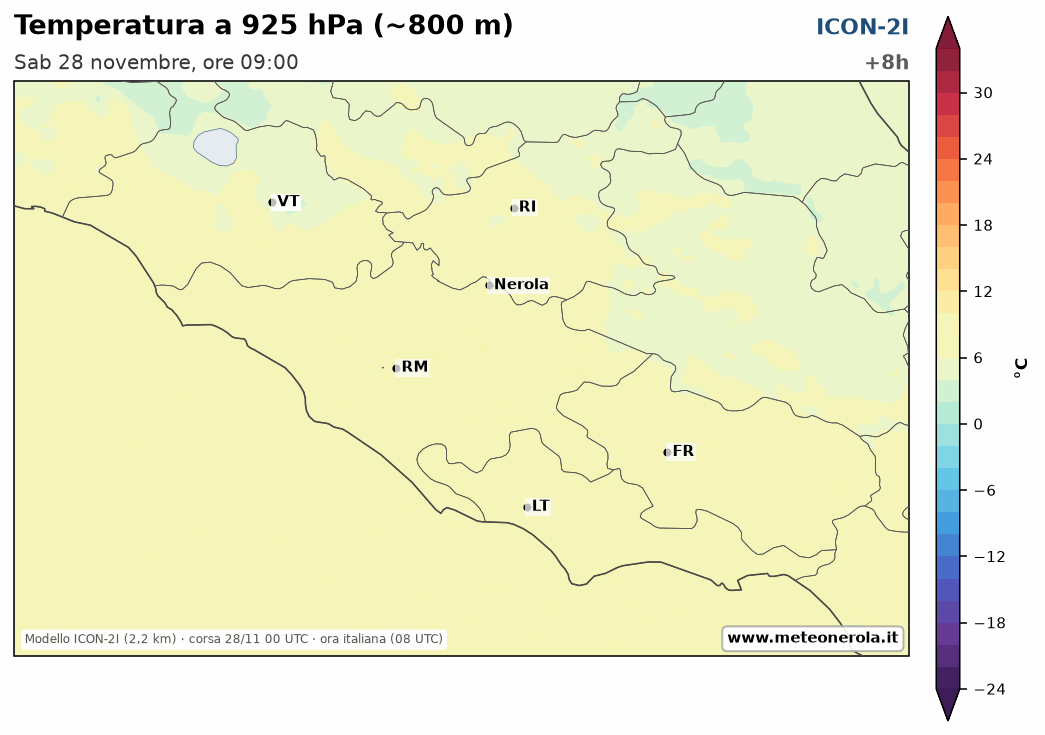 Temperatura a 925 hPa (~800 m)
ICON-2I
Sab 28 novembre, ore 09:00
+8h
VT
RI
Nerola
RM
FR
LT
Modello ICON-2I (2,2 km) · corsa 28/11 00 UTC · ora italiana (08 UTC)
www.meteonerola.it
30
24
18
12
6
0
−6
−12
−18
−24
°C